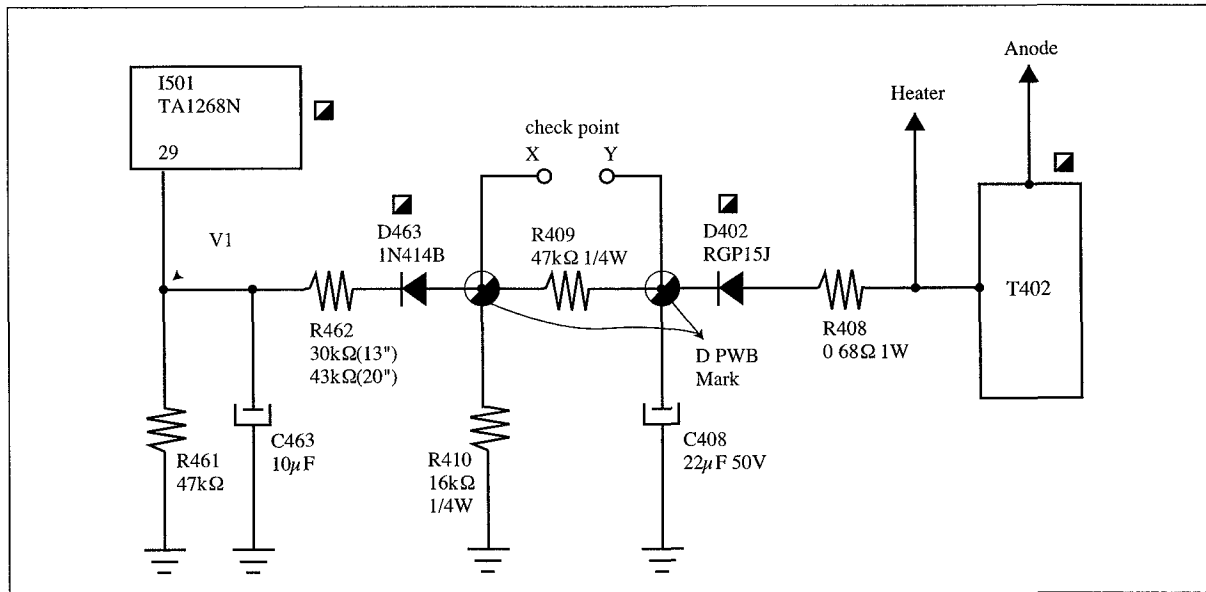 I501
TA1268N
29
V1
D463
1N414B
check point
X
Y
R409
47kΩ 1/4W
D402
RGP15J
Heater
Anode
T402
R462
30kΩ(13")
43kΩ(20")
R408
0 68Ω 1W
D PWB
Mark
R461
47kΩ
C463
10μF
R410
16kΩ
1/4W
C408
22μF 50V